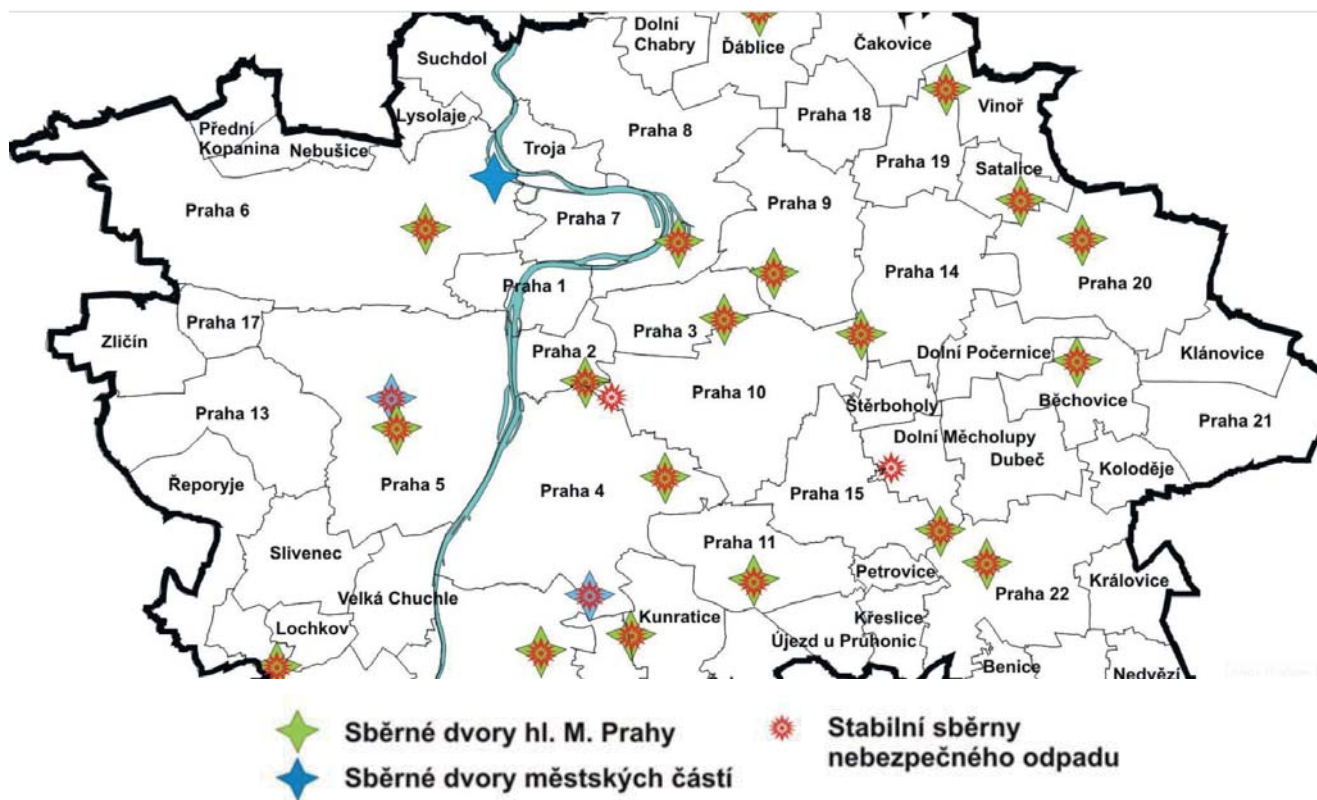 Dolní
Chabry
Ďáblice
Čakovice
Suchdol
Vinoř
Lysolaje
Praha 18
Přední
Kopanina
Nebušice
Praha 8
Troja
Praha 19
Satalice
Praha 6
Praha 7
Praha 9
Praha 14
Praha 20
Praha 1
Praha 17
Zličín
Praha 3
Praha 2
Dolní Počernice
Klánovice
Praha 13
Praha 10
Štěrboholy
Běchovice
Praha 21
Dolní Měcholupy
Dubeč
Koloděje
Řeporyje
Praha 5
Praha 4
Praha 15
Slivenec
Praha 11
Petrovice
Královice
Velká Chuchle
Praha 22
Kunratice
Křeslice
Lochkov
Újezd u Průhonic
Benice
Nedvězí
Sběrné dvory hl. M. Prahy
Sběrné dvory městských částí
Stabilní sběrny
nebezpečného odpadu